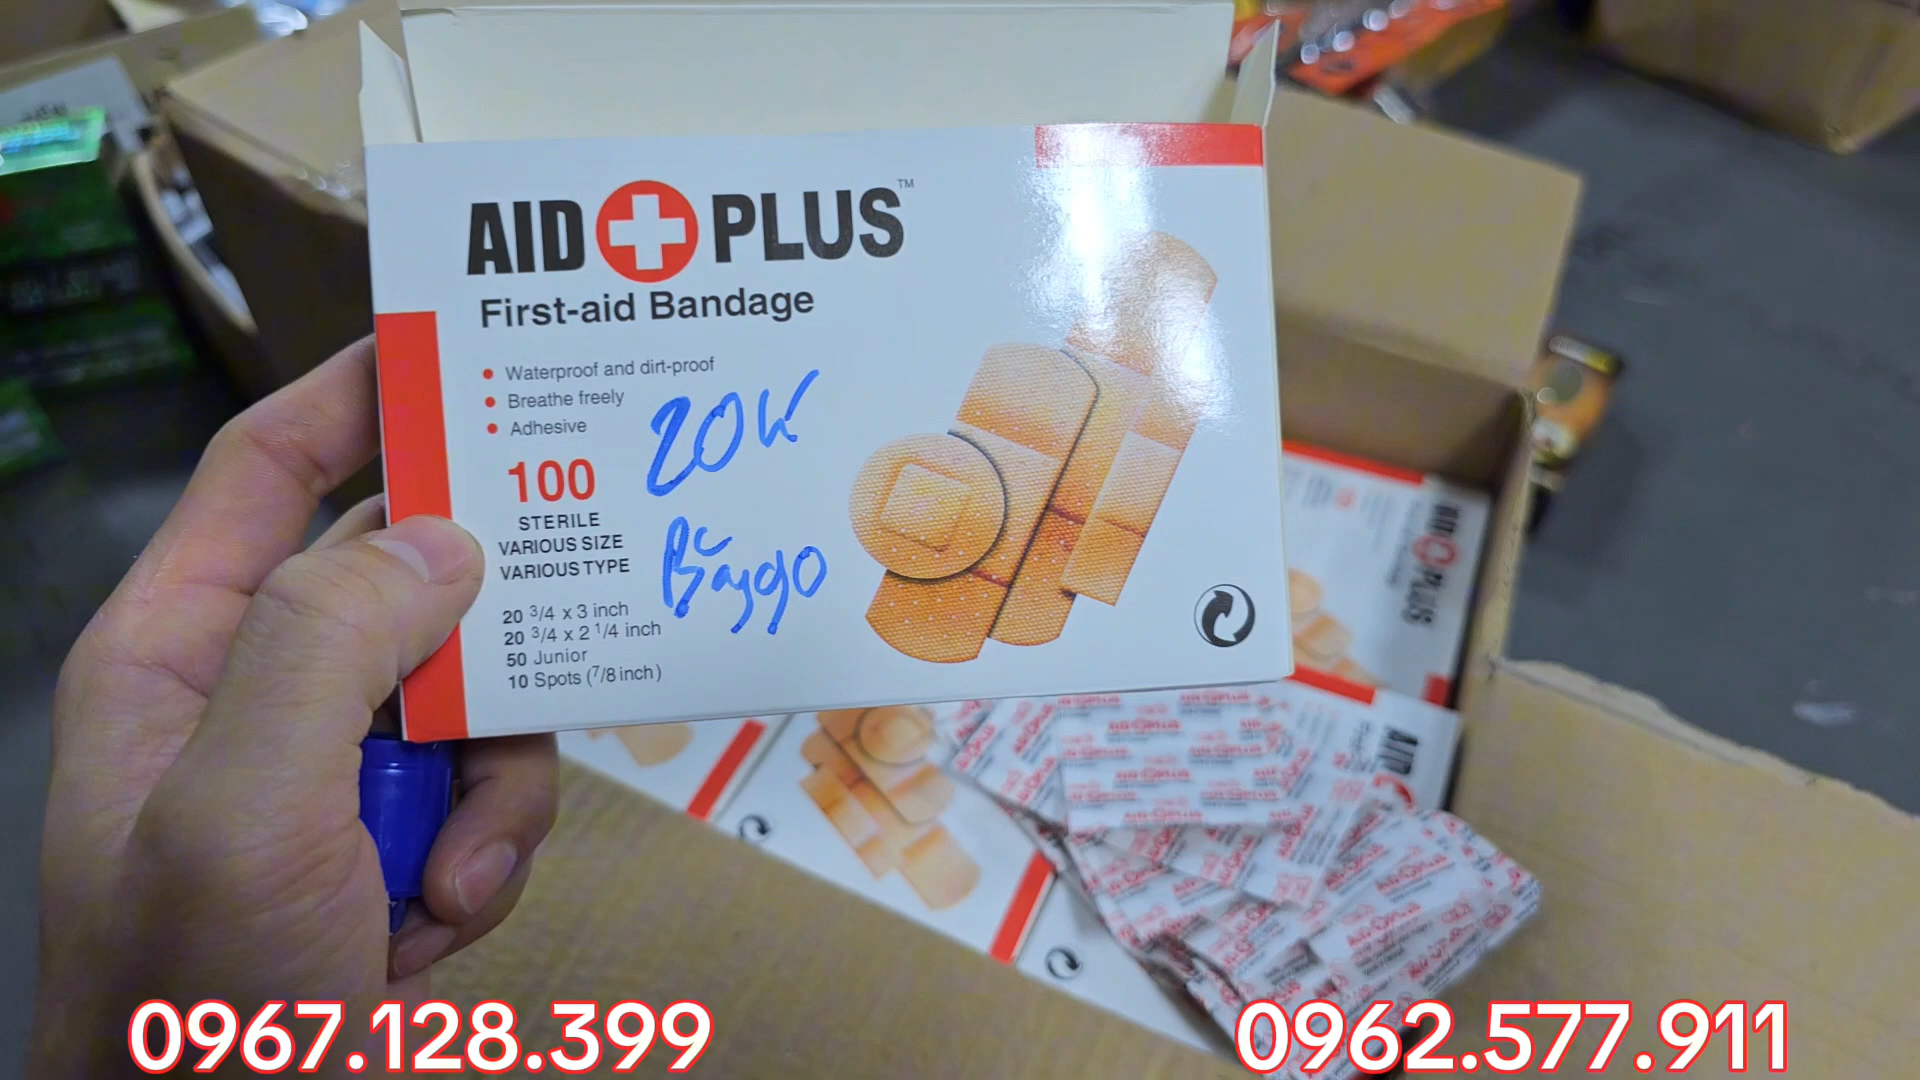 AID PLUS™
First-aid Bandage
Waterproof and dirt-proof
Breathe freely
Adhesive
20K
100
STERILE
VARIOUS SIZE
VARIOUS TYPE
20 3/4 x 3 inch
20 3/4 x 2 1/4 inch
50 Junior
10 Spots (7/8 inch)
AID PLUS
0967.128.399
0962.577.911